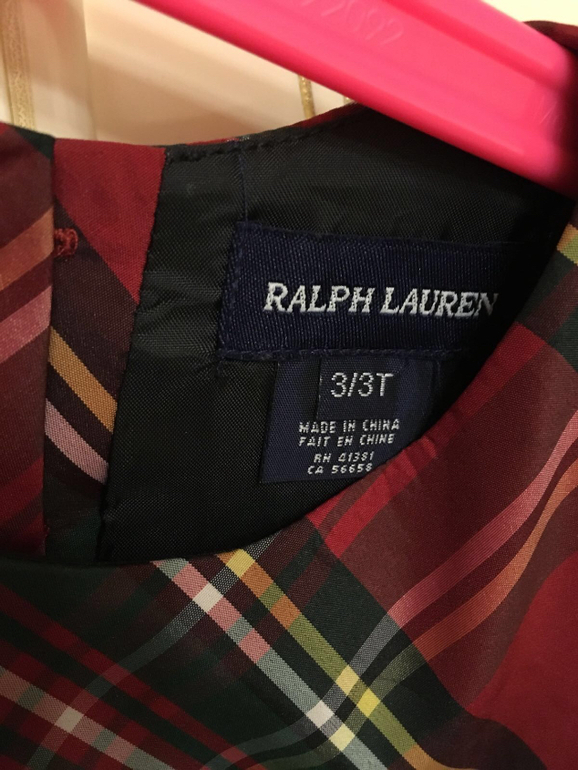 RALPH LAUREN
3/3T
MADE IN CHINA
FAIT EN CHINE
RN 41381
CA 56658